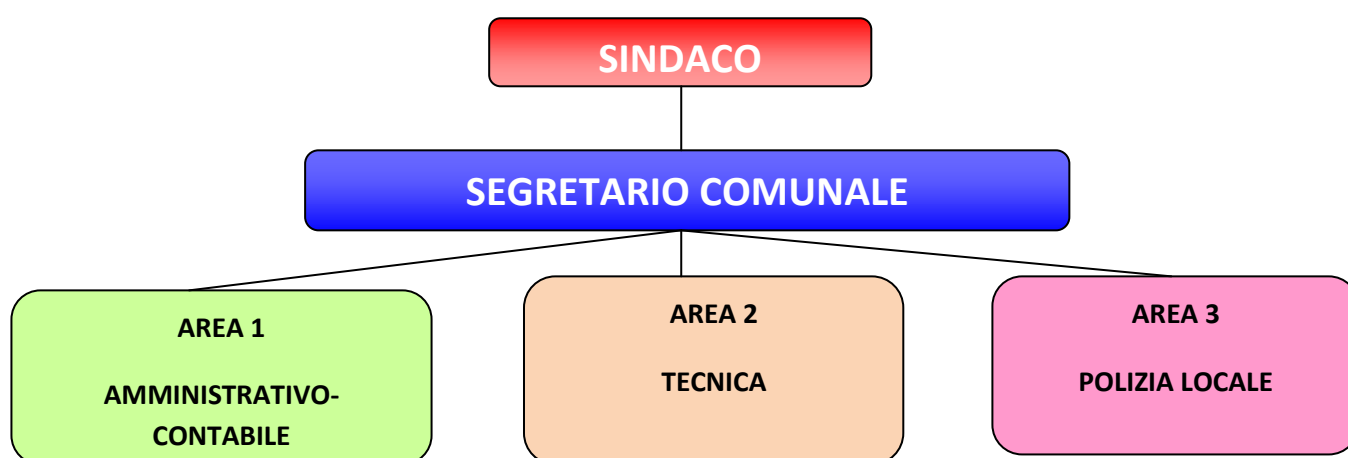 SINDACO
SEGRETARIO COMUNALE
AREA 1
AMMINISTRATIVO-
CONTABILE
AREA 2
TECNICA
AREA 3
POLIZIA LOCALE